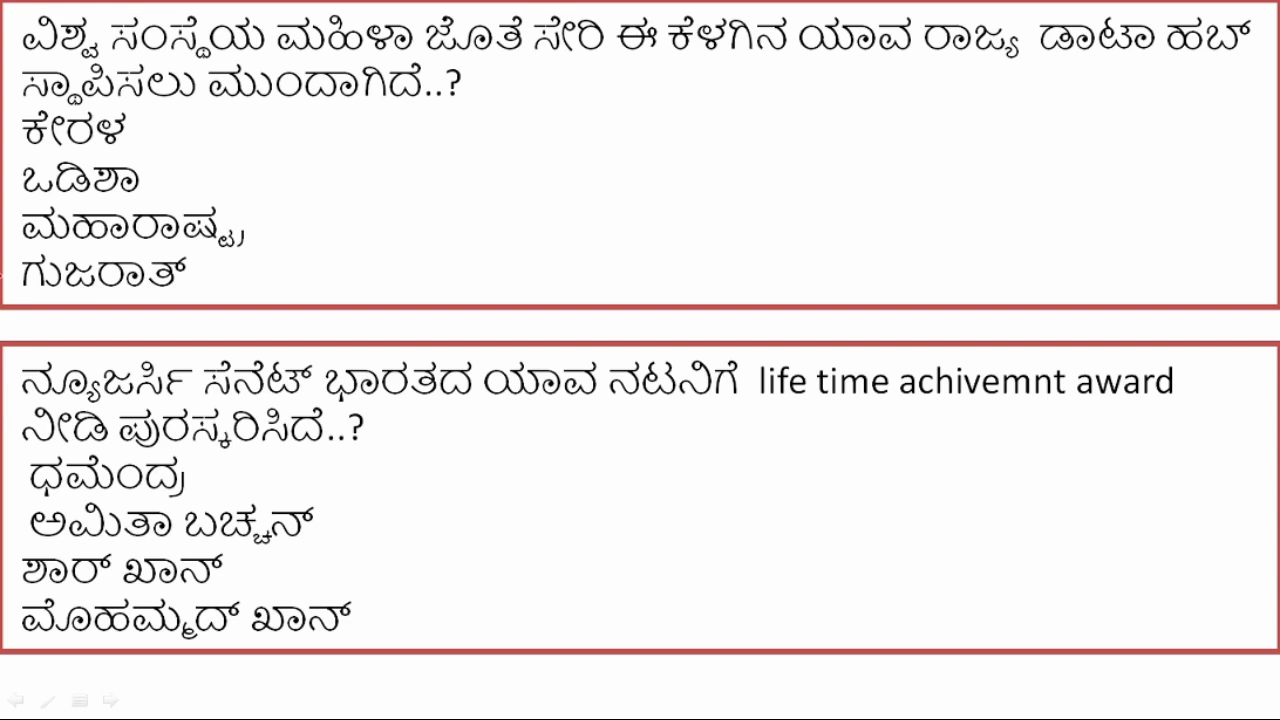 ವಿಶ್ವ ಸಂಸ್ಥೆಯ ಮಹಿಳಾ ಜೊತೆ ಸೇರಿ ಈ ಕೆಳಗಿನ ಯಾವ ರಾಜ್ಯ ಡಾಟಾ ಹಬ್
ಸ್ಥಾಪಿಸಲು ಮುಂದಾಗಿದೆ..?
ಕೇರಳ
ಒಡಿಶಾ
ಮಹಾರಾಷ್ಟ್ರ
ಗುಜರಾತ್
ನ್ಯೂಜರ್ಸಿ ಸೆನೆಟ್ ಭಾರತದ ಯಾವ ನಟನಿಗೆ life time achivemnt award
ನೀಡಿ ಪುರಸ್ಕರಿಸಿದೆ..?
ಧಮೆಂದ್ರ
ಅಮಿತಾ ಬಚ್ಚನ್
ಶಾರ್ ಖಾನ್
ಮೊಹಮ್ಮದ್ ಖಾನ್